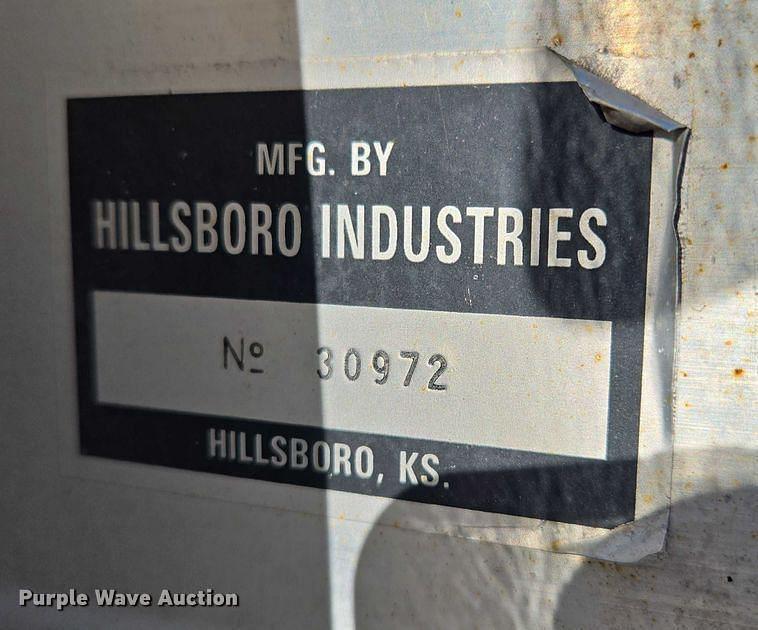 MFG. BY
HILLSBORO INDUSTRIES
Nº 30972
HILLSBORO, KS.
Purple Wave Auction